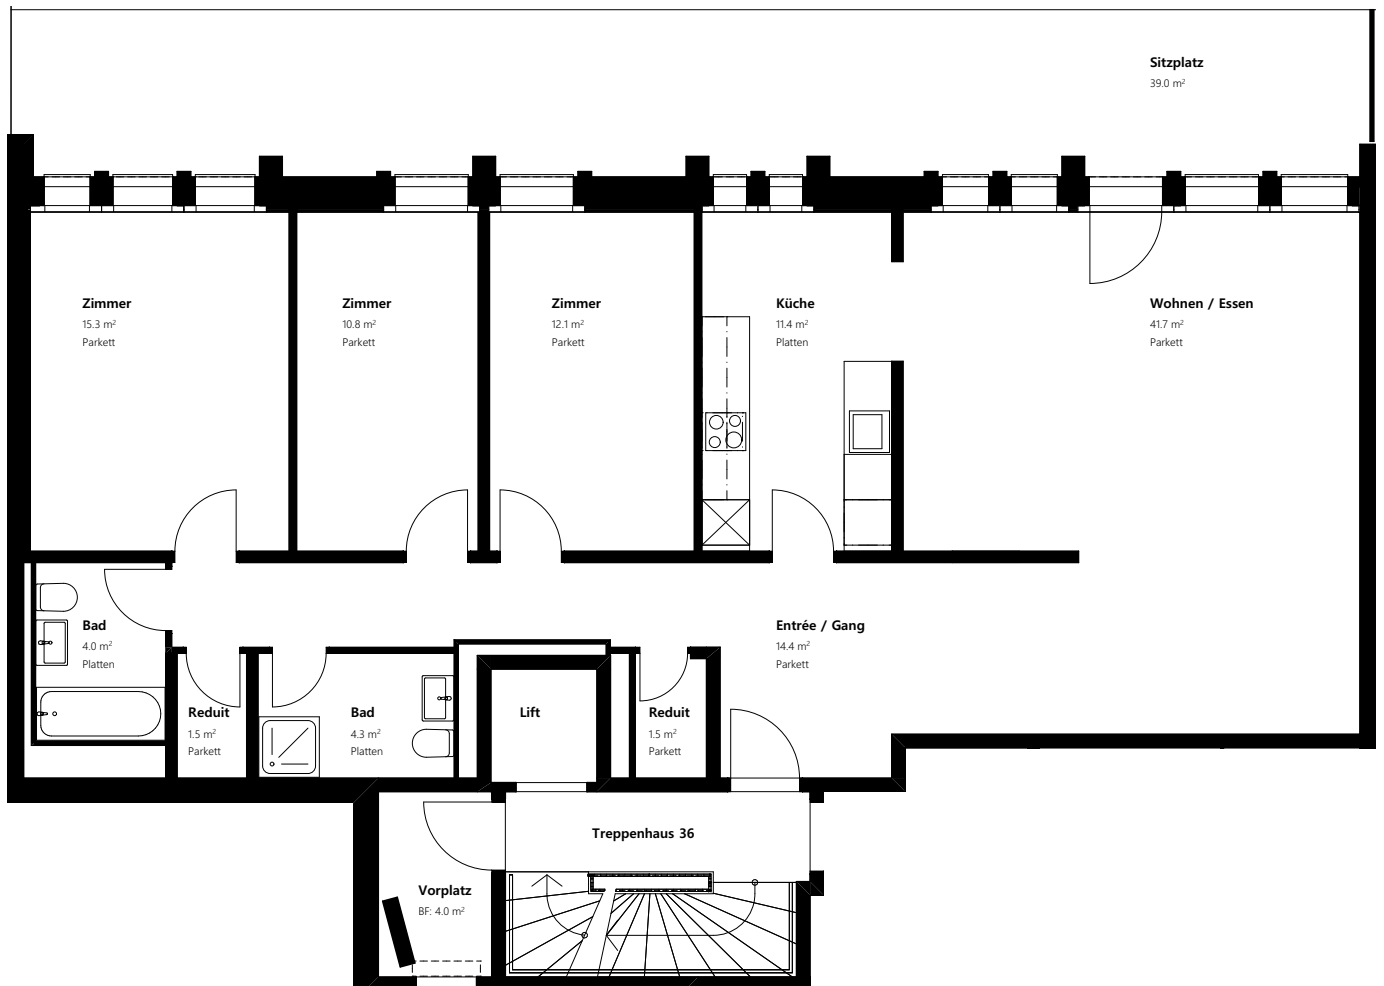 Sitzplatz
39.0 m²
Zimmer
15.3 m²
Parkett
Zimmer
10.8 m²
Parkett
Zimmer
12.1 m²
Parkett
Küche
11.4 m²
Platten
Wohnen / Essen
41.7 m²
Parkett
Bad
4.0 m²
Platten
Entrée / Gang
14.4 m²
Parkett
Reduit
1.5 m²
Parkett
Bad
4.3 m²
Platten
Lift
Reduit
1.5 m²
Parkett
Treppenhaus 36
Vorplatz
BF: 4.0 m²